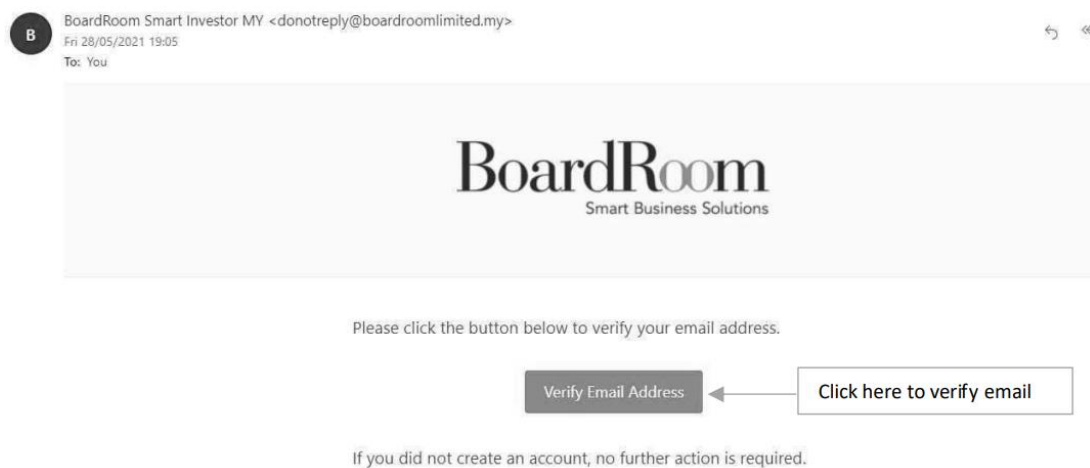 B
BoardRoom Smart Investor MY <donotreply@boardroomlimited.my>
Fri 28/05/2021 19:05
To: You
BoardRoom
Smart Business Solutions
Please click the button below to verify your email address.
Verify Email Address
Click here to verify email
If you did not create an account, no further action is required.